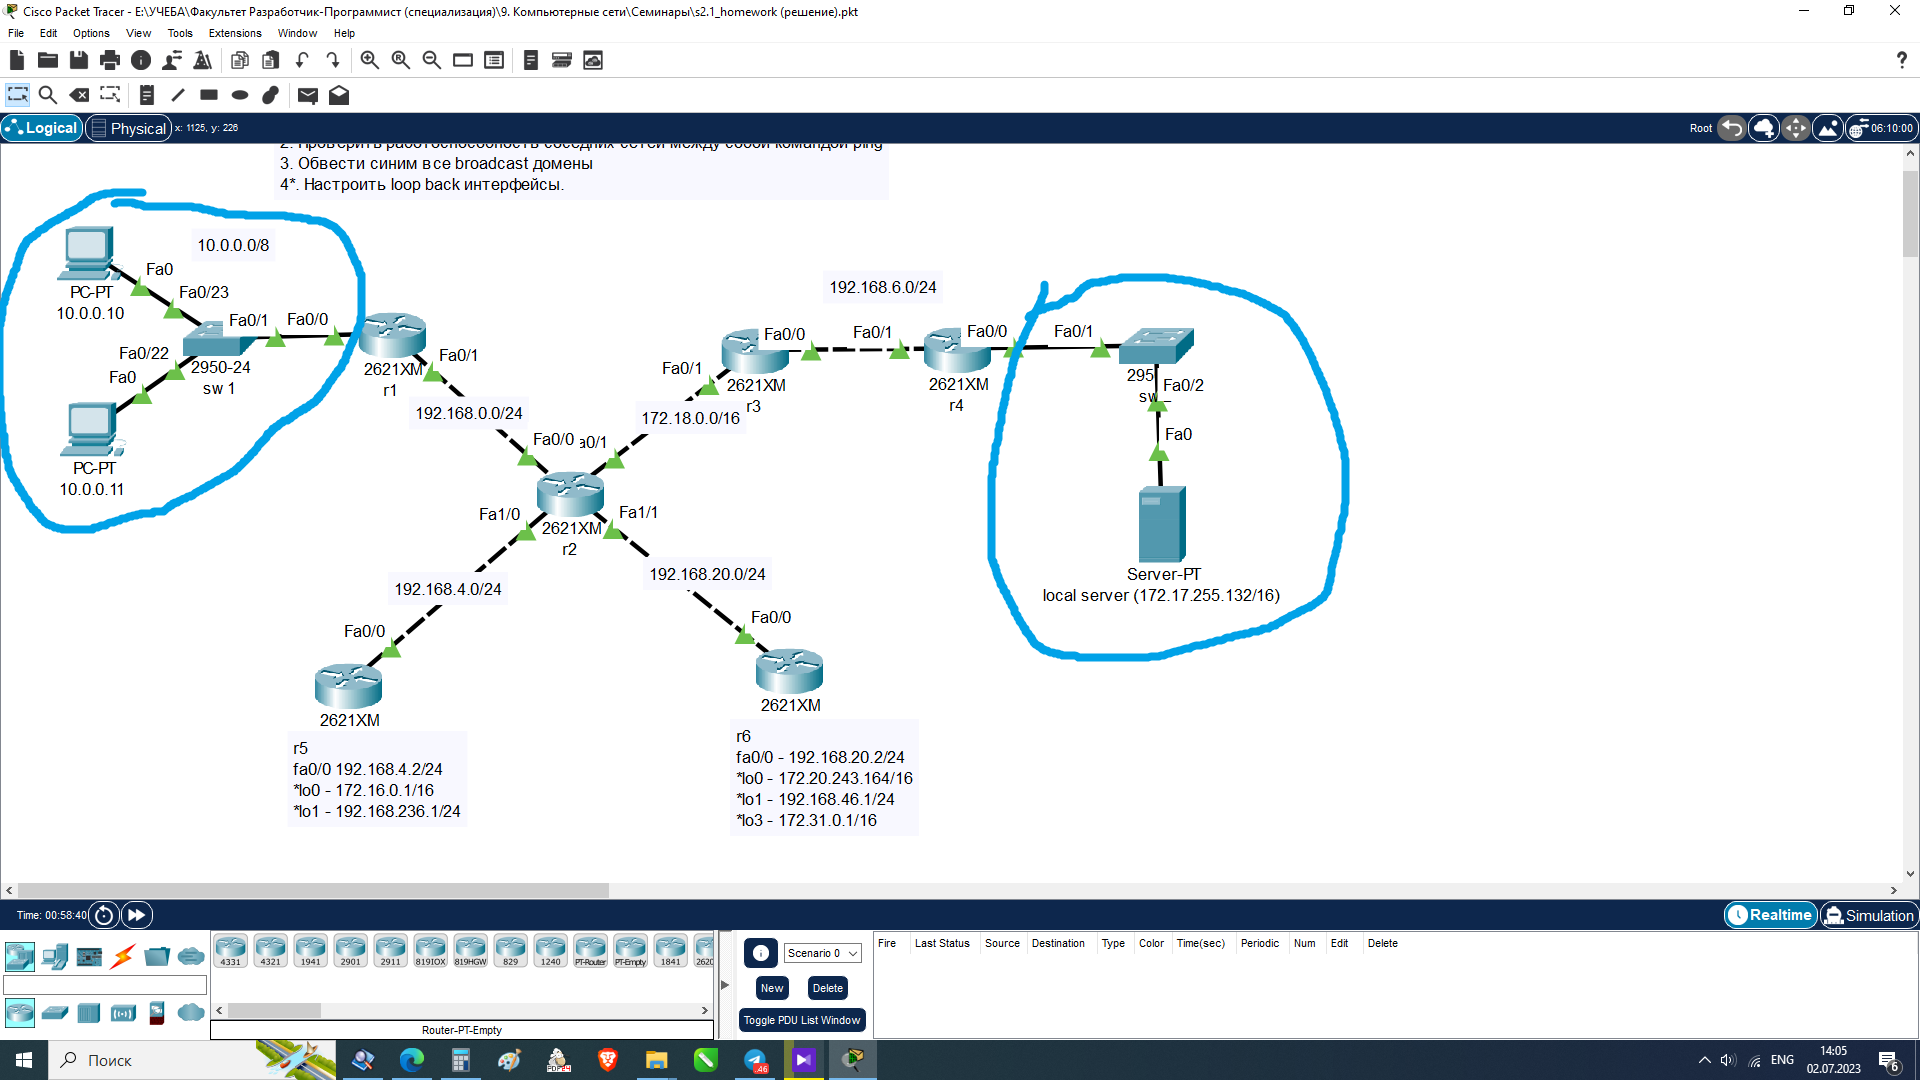 Cisco Packet Tracer - E:\УЧЕБА\Факультет Разработчик-Программист (специализация)\9. Компьютерные сети\Семинары\s2.1_homework (решение).pkt
File Edit Options View Tools Extensions Window Help
Logical Physical x: 1125, y: 226 Root 06:10:00
2. Проверить работоспособность соседних сетей между собой командой ping
3. Обвести синим все broadcast домены
4*. Настроить loop back интерфейсы.
10.0.0.0/8
Fa0
PC-PT
10.0.0.10
Fa0/23
Fa0/1
Fa0/0
Fa0/22
Fa0
2950-24
sw 1
PC-PT
10.0.0.11
2621XM
r1
Fa0/1
192.168.0.0/24
Fa0/0
a0/1
172.18.0.0/16
Fa0/1
2621XM
r3
Fa0/0
192.168.6.0/24
Fa0/1
Fa0/0
2621XM
r4
Fa0/1
295
sw
Fa0/2
Fa0
Server-PT
local server (172.17.255.132/16)
Fa1/0
2621XM
r2
Fa1/1
192.168.4.0/24
192.168.20.0/24
Fa0/0
Fa0/0
2621XM
r5
fa0/0 192.168.4.2/24
*lo0 - 172.16.0.1/16
*lo1 - 192.168.236.1/24
2621XM
r6
fa0/0 - 192.168.20.2/24
*lo0 - 172.20.243.164/16
*lo1 - 192.168.46.1/24
*lo3 - 172.31.0.1/16
Time: 00:58:40 Realtime Simulation
4331 4321 1941 2901 2911 819IOX 819HGW 829 1240 PT-Router PT-Empty 1841 2620
Router-PT-Empty
Scenario 0
New Delete
Toggle PDU List Window
Fire Last Status Source Destination Type Color Time(sec) Periodic Num Edit Delete
Поиск
46
ENG
14:05
02.07.2023
6